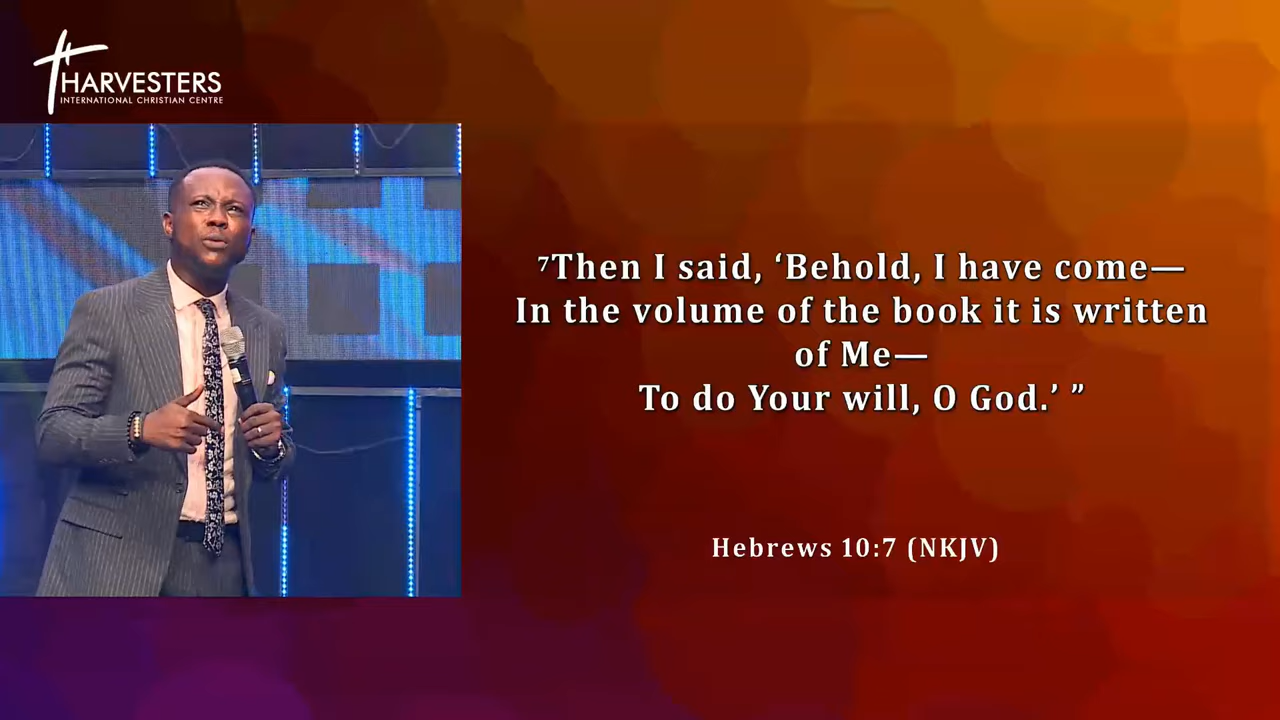 HARVESTERS
INTERNATIONAL CHRISTIAN CENTRE
⁷Then I said, ‘Behold, I have come—
In the volume of the book it is written
of Me—
To do Your will, O God.’ ”
Hebrews 10:7 (NKJV)